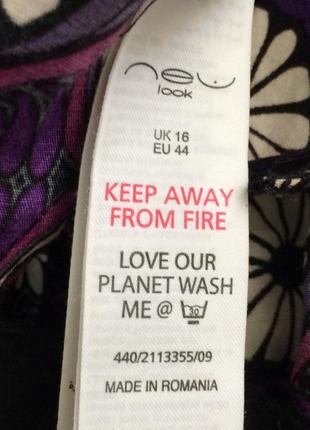 new
look
UK 16
EU 44
KEEP AWAY
FROM FIRE
LOVE OUR
PLANET WASH
ME @ 30
440/2113355/09
MADE IN ROMANIA